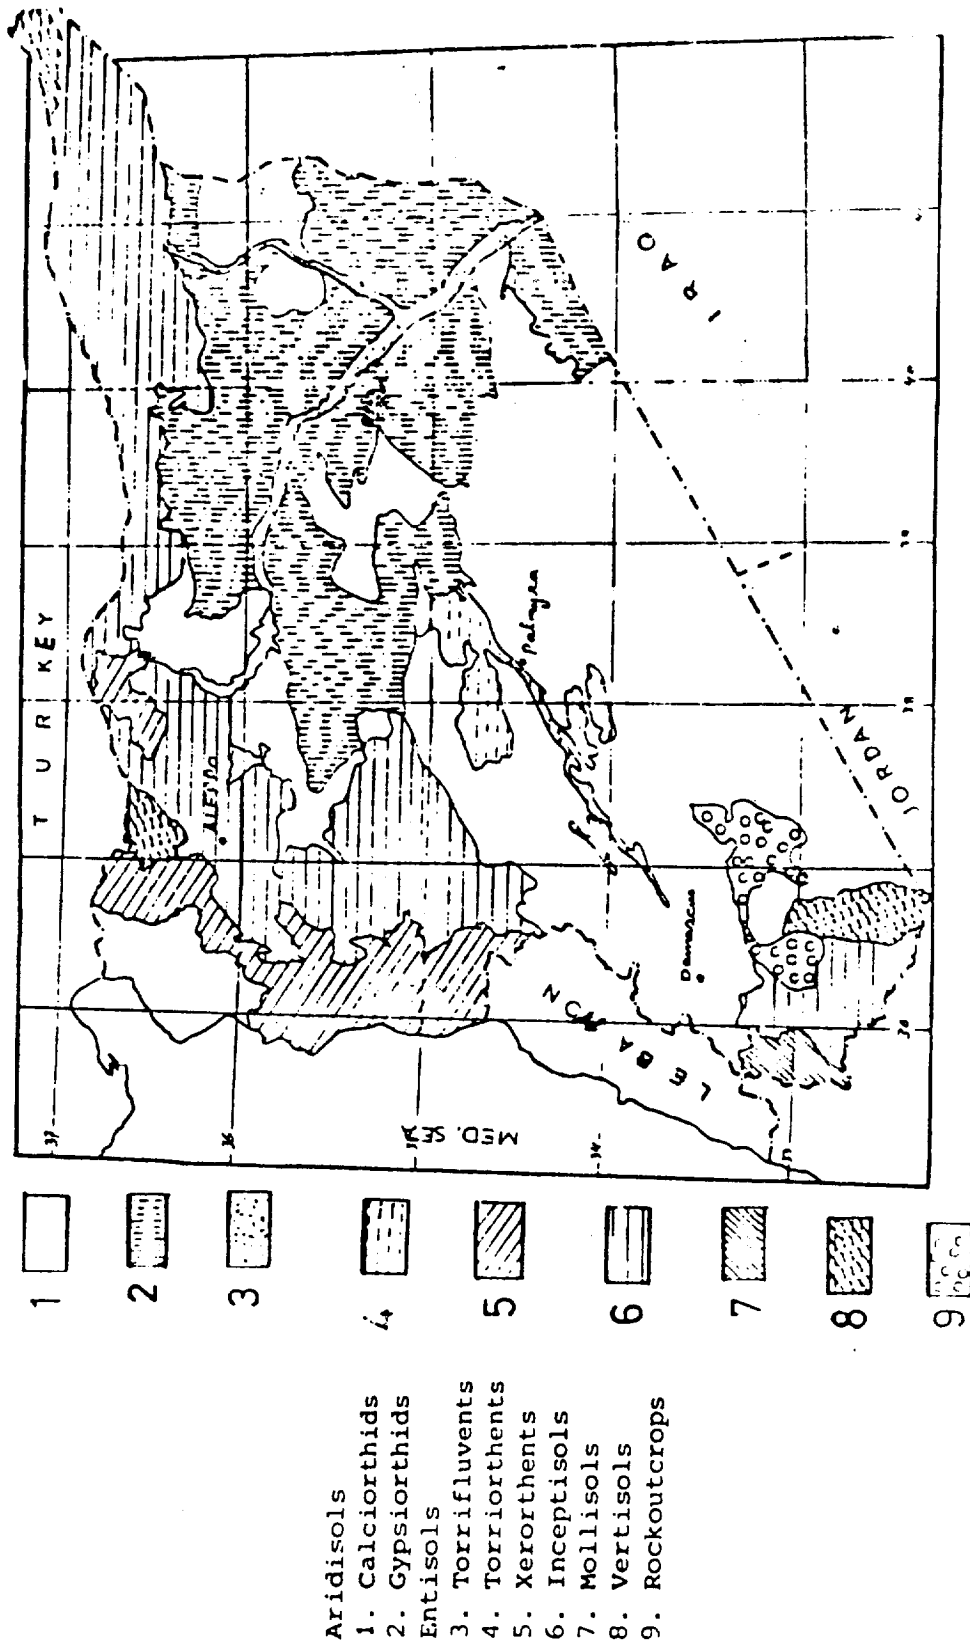 TURKEY
ALEPPO
Palmyra
Damascus
LEBANON
MED. SEA
IRAQ
JORDAN
37
36
34
1
2
3
4
5
6
7
8
9
Aridisols
1. Calciorthids
2. Gypsiorthids
Entisols
3. Torrifluvents
4. Torriorthents
5. Xerorthents
6. Inceptisols
7. Mollisols
8. Vertisols
9. Rockoutcrops